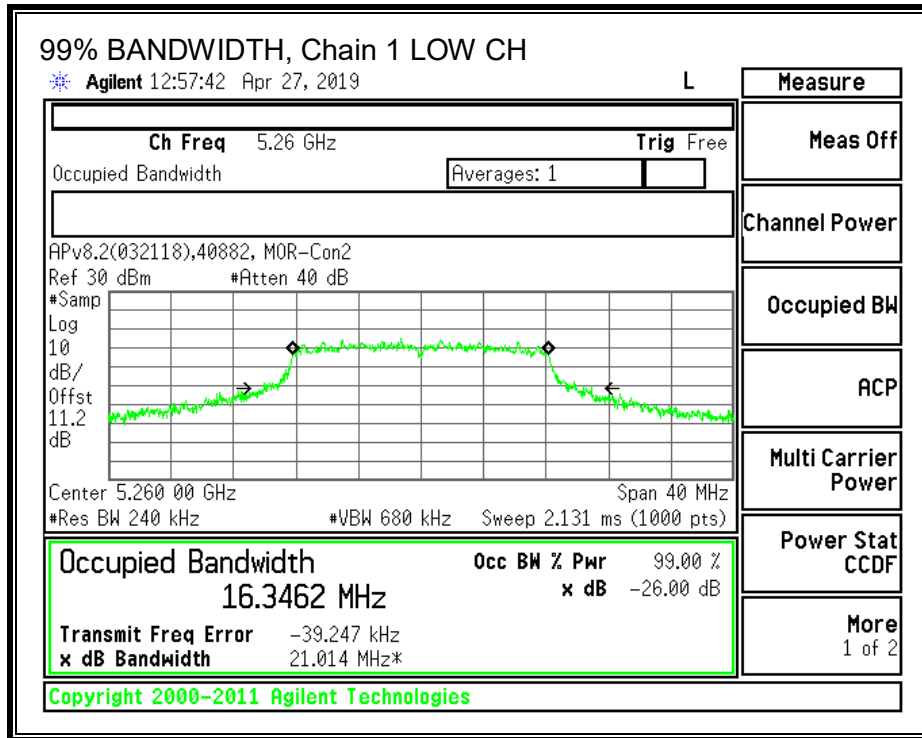 99% BANDWIDTH, Chain 1 LOW CH
Agilent 12:57:42 Apr 27, 2019 L
Measure
Ch Freq 5.26 GHz Trig Free
Meas Off
Occupied Bandwidth Averages: 1
Channel Power
APv8.2(032118),40882, MOR-Con2
Ref 30 dBm #Atten 40 dB
#Samp
Log
10
dB/
Offst
11.2
dB
Occupied BW
ACP
Multi Carrier
Power
Center 5.260 00 GHz Span 40 MHz
#Res BW 240 kHz #VBW 680 kHz Sweep 2.131 ms (1000 pts)
Power Stat
CCDF
Occupied Bandwidth Occ BW % Pwr 99.00 %
16.3462 MHz x dB -26.00 dB
Transmit Freq Error -39.247 kHz
x dB Bandwidth 21.014 MHz*
More
1 of 2
Copyright 2000-2011 Agilent Technologies